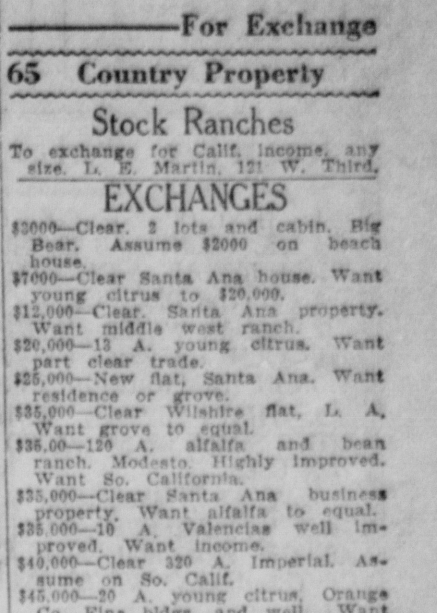 For Exchange
65 Country Property
Stock Ranches
To exchange for Calif. income, any
size. L. E. Martin, 121 W. Third.
EXCHANGES
$3000—Clear. 2 lots and cabin. Big
Bear. Assume $2000 on beach
house.
$7000—Clear Santa Ana house. Want
young citrus to $20,000.
$12,000—Clear. Santa Ana property.
Want middle west ranch.
$20,000—13 A. young citrus. Want
part clear trade.
$25,000—New flat, Santa Ana. Want
residence or grove.
$35,000—Clear Wilshire flat, L. A.
Want grove to equal.
$35,00—120 A. alfalfa and bean
ranch. Modesto. Highly improved.
Want So. California.
$35,000—Clear Santa Ana business
property. Want alfalfa to equal.
$35,000—10 A. Valencias well im-
proved. Want income.
$40,000—Clear 320 A. Imperial. As-
sume on So. Calif.
$45,000—20 A. young citrus, Orange
Co. Fine bldgs. and well. Want